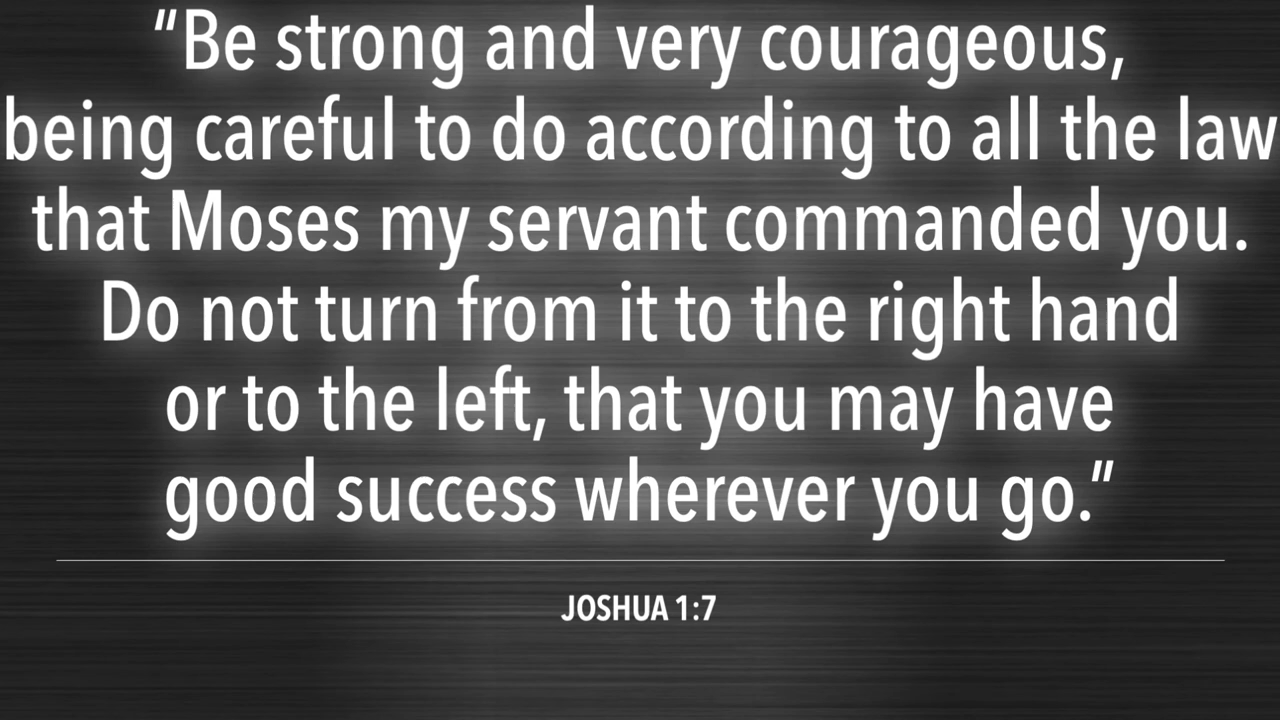 “Be strong and very courageous,
being careful to do according to all the law
that Moses my servant commanded you.
Do not turn from it to the right hand
or to the left, that you may have
good success wherever you go.”
JOSHUA 1:7